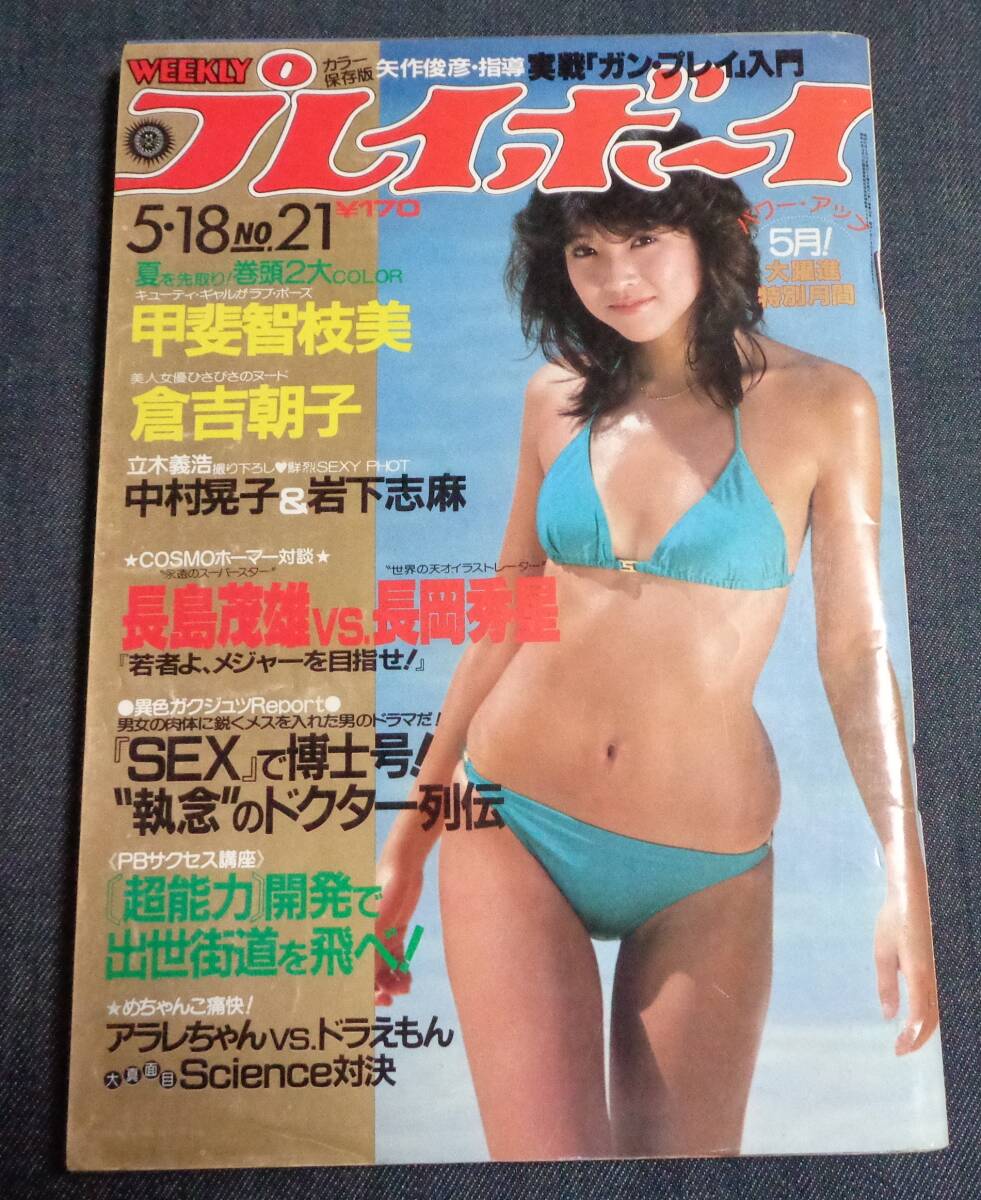 WEEKLY
カラー
保存版
矢作俊彦・指導 実戦「ガン・プレイ」入門
プレイボーイ
5・18 NO.21
¥170
パワー・アップ
5月!
大躍進
特別月間
夏を先取り!巻頭2大COLOR
キューティ・ギャルがラブ・ポーズ
甲斐智枝美
美人女優ひさびさのヌード
倉吉朝子
立木義浩撮り下ろし♥鮮烈SEXY PHOT
中村晃子&岩下志麻
★COSMOホーマー対談★
“永遠のスーパースター”
“世界の天才イラストレーター”
長島茂雄VS.長岡秀星
『若者よ、メジャーを目指せ!』
●異色ガクジュツReport●
男女の肉体に鋭くメスを入れた男のドラマだ!
『SEX』で博士号!
“執念”のドクター列伝
《PBサクセス講座》
〔超能力〕開発で
出世街道を飛べ!
★めちゃんこ痛快!
アラレちゃんVS.ドラえもん
大真面目Science対決